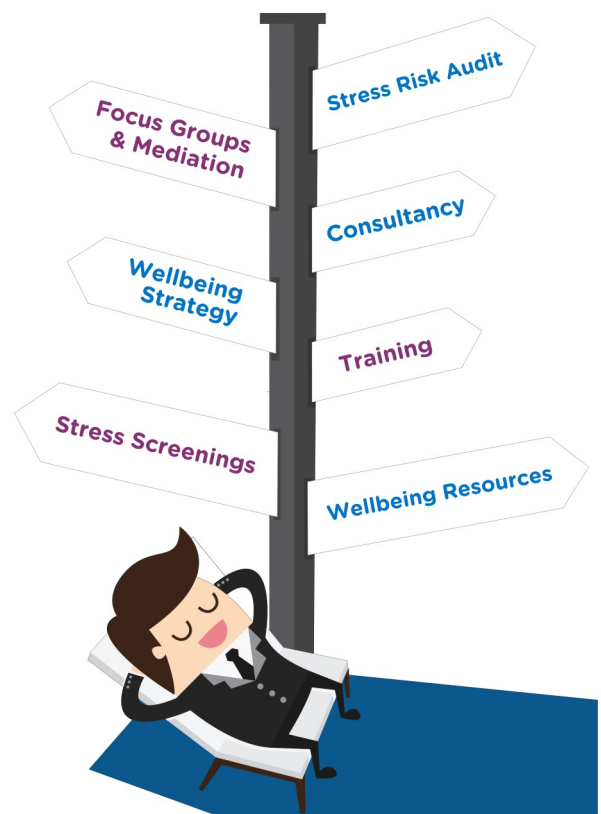 Stress Risk Audit
Focus Groups
& Mediation
Consultancy
Wellbeing
Strategy
Training
Stress Screenings
Wellbeing Resources